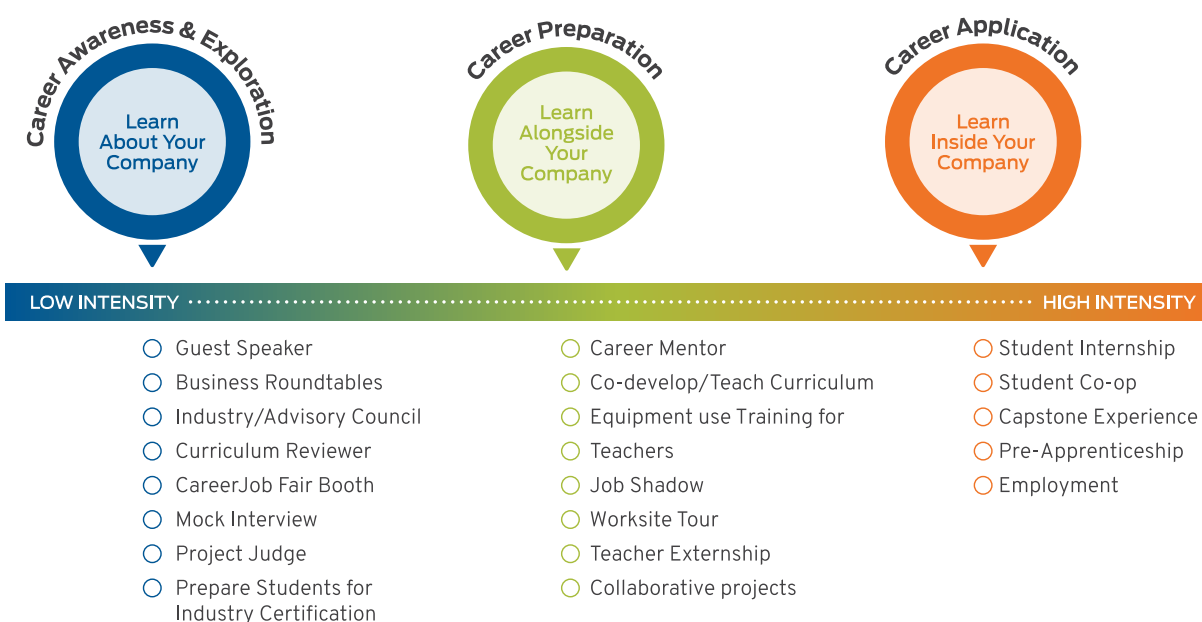 Career Awareness & Exploration
Learn
About Your
Company
Career Preparation
Learn
Alongside
Your
Company
Career Application
Learn
Inside Your
Company
LOW INTENSITY
HIGH INTENSITY
Guest Speaker
Business Roundtables
Industry/Advisory Council
Curriculum Reviewer
CareerJob Fair Booth
Mock Interview
Project Judge
Prepare Students for
Industry Certification
Career Mentor
Co-develop/Teach Curriculum
Equipment use Training for
Teachers
Job Shadow
Worksite Tour
Teacher Externship
Collaborative projects
Student Internship
Student Co-op
Capstone Experience
Pre-Apprenticeship
Employment